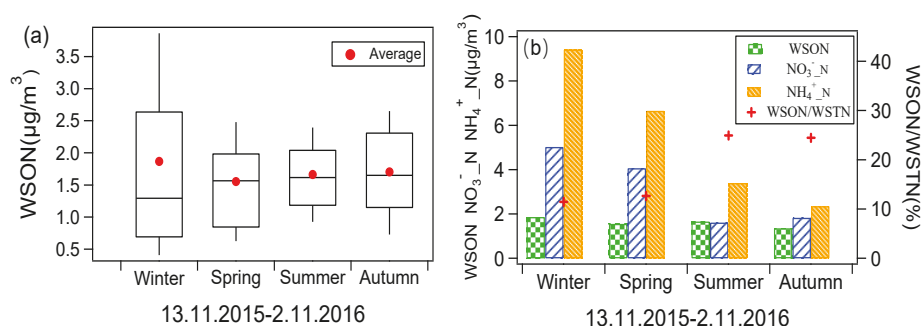 (a)
WSON(μg/m³)
3.5
3.0
2.5
2.0
1.5
1.0
0.5
Average
Winter Spring Summer Autumn
13.11.2015-2.11.2016
(b)
WSON NO₃⁻_N NH₄⁺_N(μg/m³)
10
8
6
4
2
0
WSON
NO₃⁻_N
NH₄⁺_N
WSON/WSTN
40
30
20
10
0
WSON/WSTN(%)
Winter Spring Summer Autumn
13.11.2015-2.11.2016